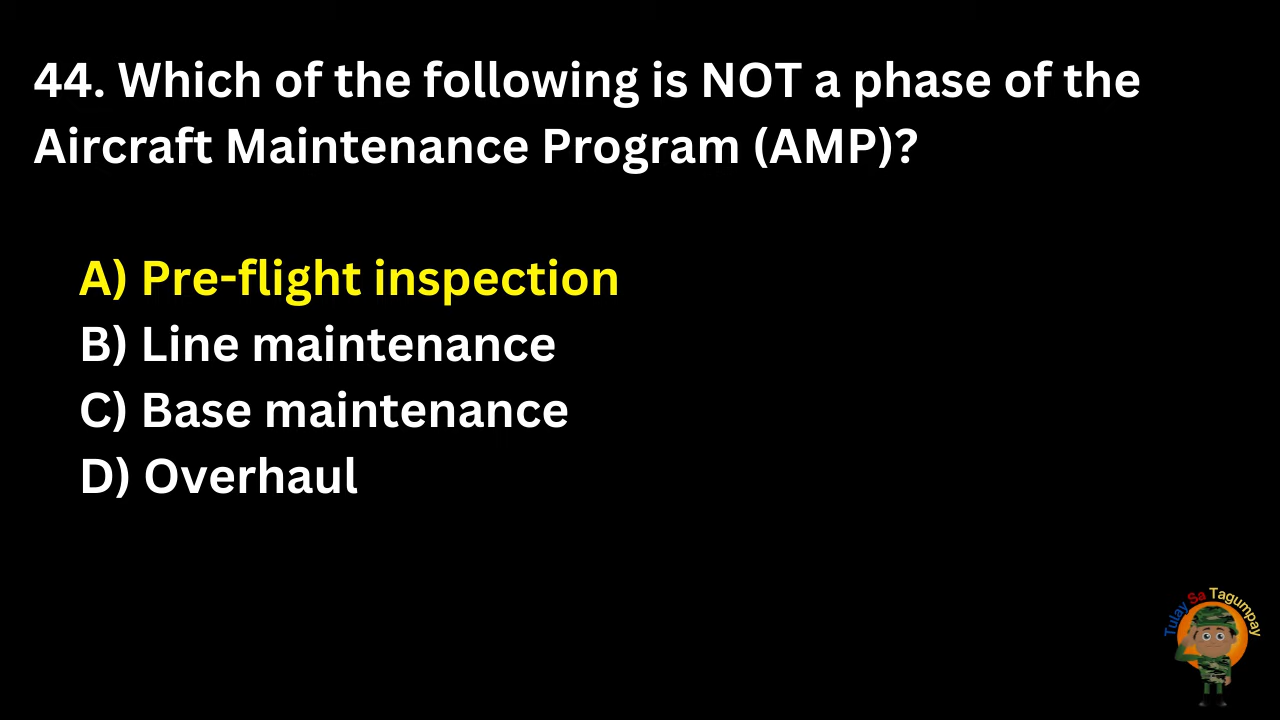 44. Which of the following is NOT a phase of the
Aircraft Maintenance Program (AMP)?
A) Pre-flight inspection
B) Line maintenance
C) Base maintenance
D) Overhaul
Tulay Sa Tagumpay